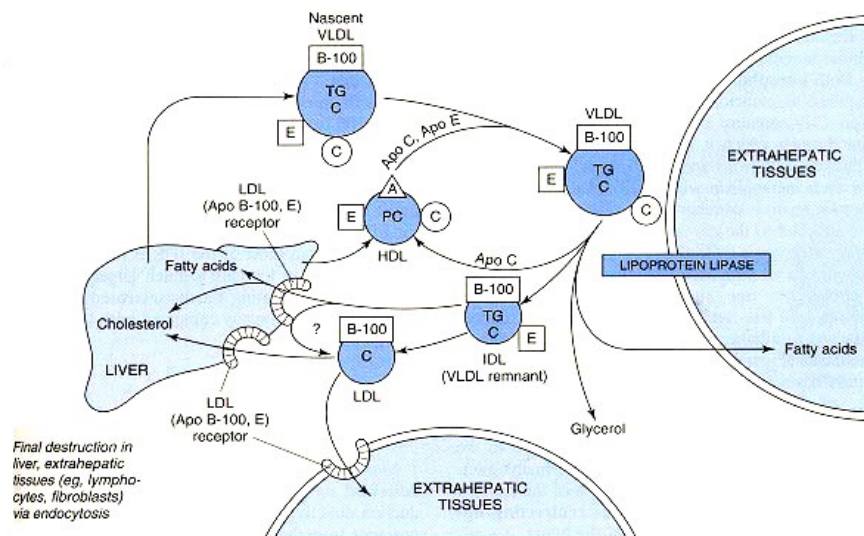 Nascent
VLDL
B-100
TG
C
E
C
Apo C, Apo E
VLDL
B-100
TG
C
E
C
EXTRAHEPATIC
TISSUES
LDL
(Apo B-100, E)
receptor
A
E
PC
C
HDL
Apo C
LIPOPROTEIN LIPASE
Fatty acids
Cholesterol
LIVER
?
B-100
C
LDL
B-100
TG
C
E
IDL
(VLDL remnant)
Fatty acids
Glycerol
LDL
(Apo B-100, E)
receptor
Final destruction in
liver, extrahepatic
tissues (eg, lympho-
cytes, fibroblasts)
via endocytosis
EXTRAHEPATIC
TISSUES